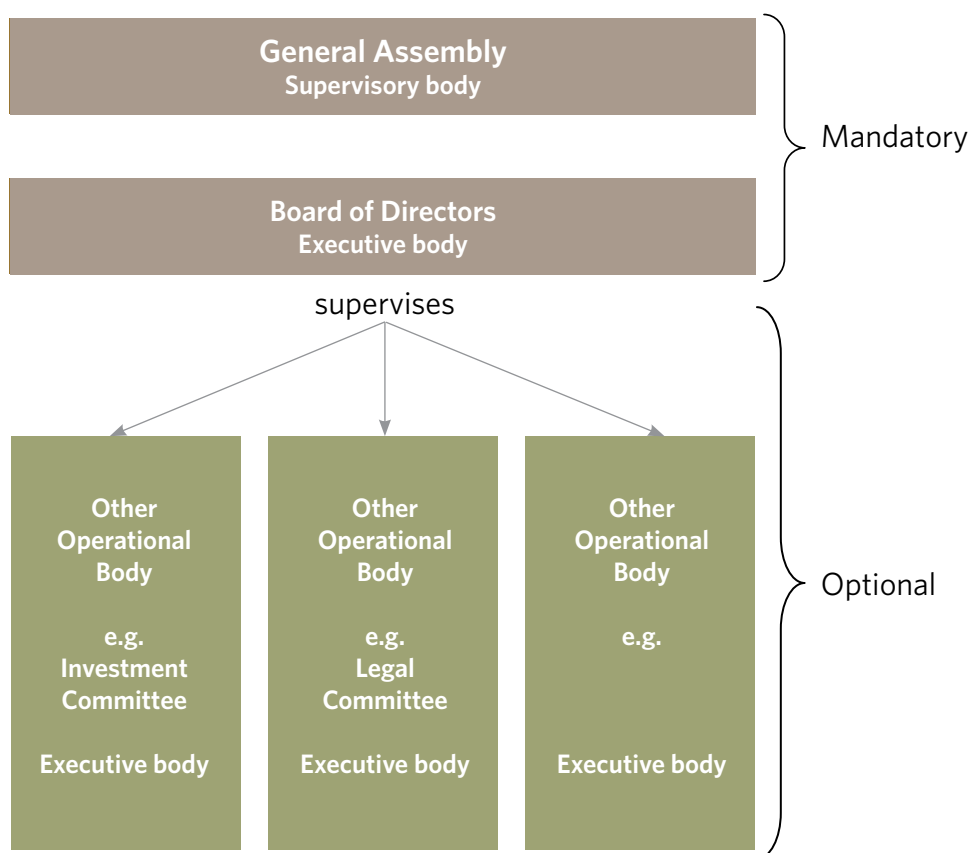 General Assembly
Supervisory body
Mandatory
Board of Directors
Executive body
supervises
Other
Operational
Body
e.g.
Investment
Committee
Executive body
Other
Operational
Body
e.g.
Legal
Committee
Executive body
Other
Operational
Body
e.g.
Executive body
Optional